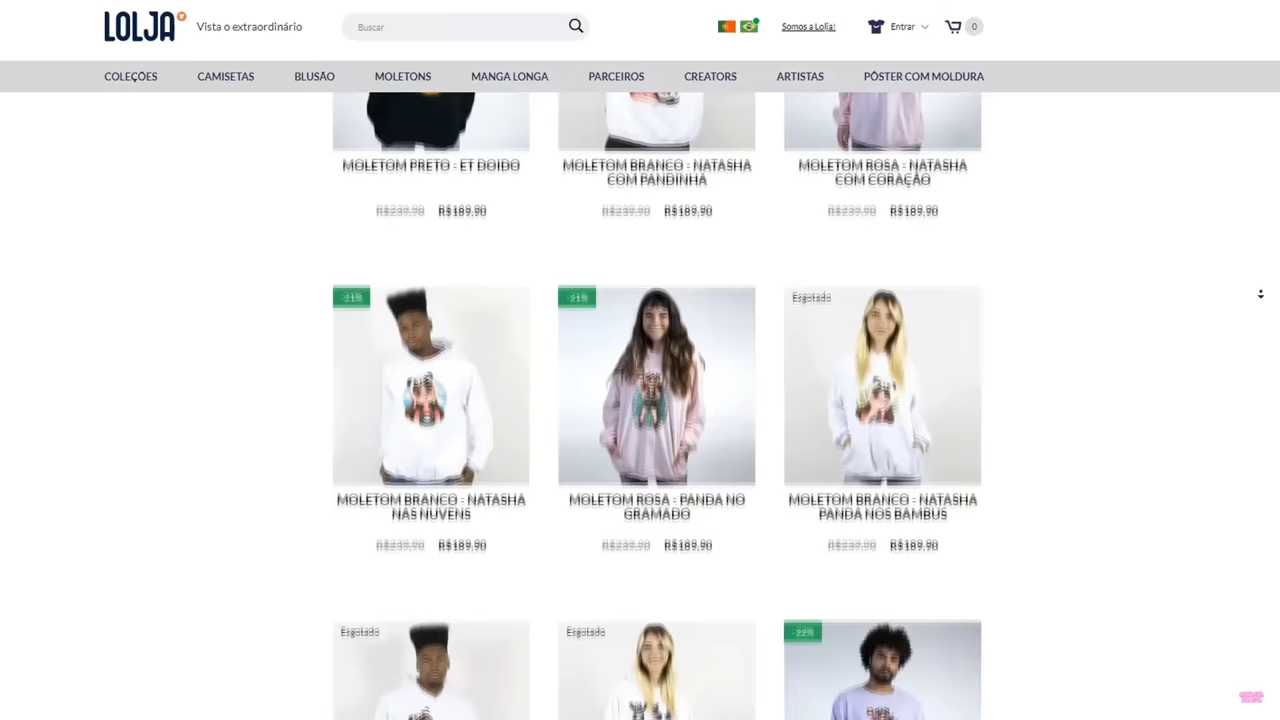 LOLJA
Vista o extraordinário
Buscar
Somos a Lolja!
Entrar
0
COLEÇÕES
CAMISETAS
BLUSÃO
MOLETONS
MANGA LONGA
PARCEIROS
CREATORS
ARTISTAS
PÔSTER COM MOLDURA
MOLETOM PRETO - ET DOIDO
MOLETOM BRANCO - NATASHA
COM PANDINHA
MOLETOM ROSA - NATASHA
COM CORAÇÃO
R$239,90 R$189,90
R$239,90 R$189,90
R$239,90 R$189,90
-21%
-21%
Esgotado
MOLETOM BRANCO - NATASHA
NAS NUVENS
MOLETOM ROSA - PANDA NO
GRAMADO
MOLETOM BRANCO - NATASHA
PANDA NOS BAMBUS
R$239,90 R$189,90
R$239,90 R$189,90
R$239,90 R$189,90
Esgotado
Esgotado
-22%